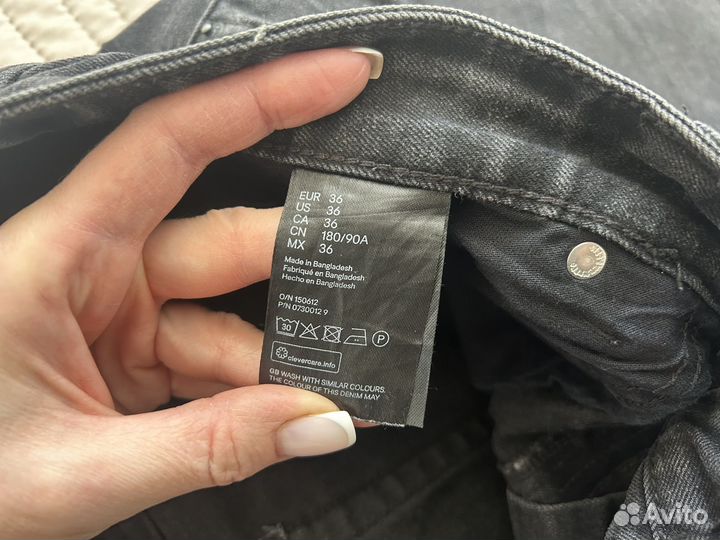 EUR 36
US 36
CA 36
CN 180/90A
MX 36
Made in Bangladesh
Fabriqué en Bangladesh
Hecho en Bangladesh
O/N 150612
P/N 0730012 9
30
P
clevercare.info
GB WASH WITH SIMILAR COLOURS.
THE COLOUR OF THIS DENIM MAY
Avito